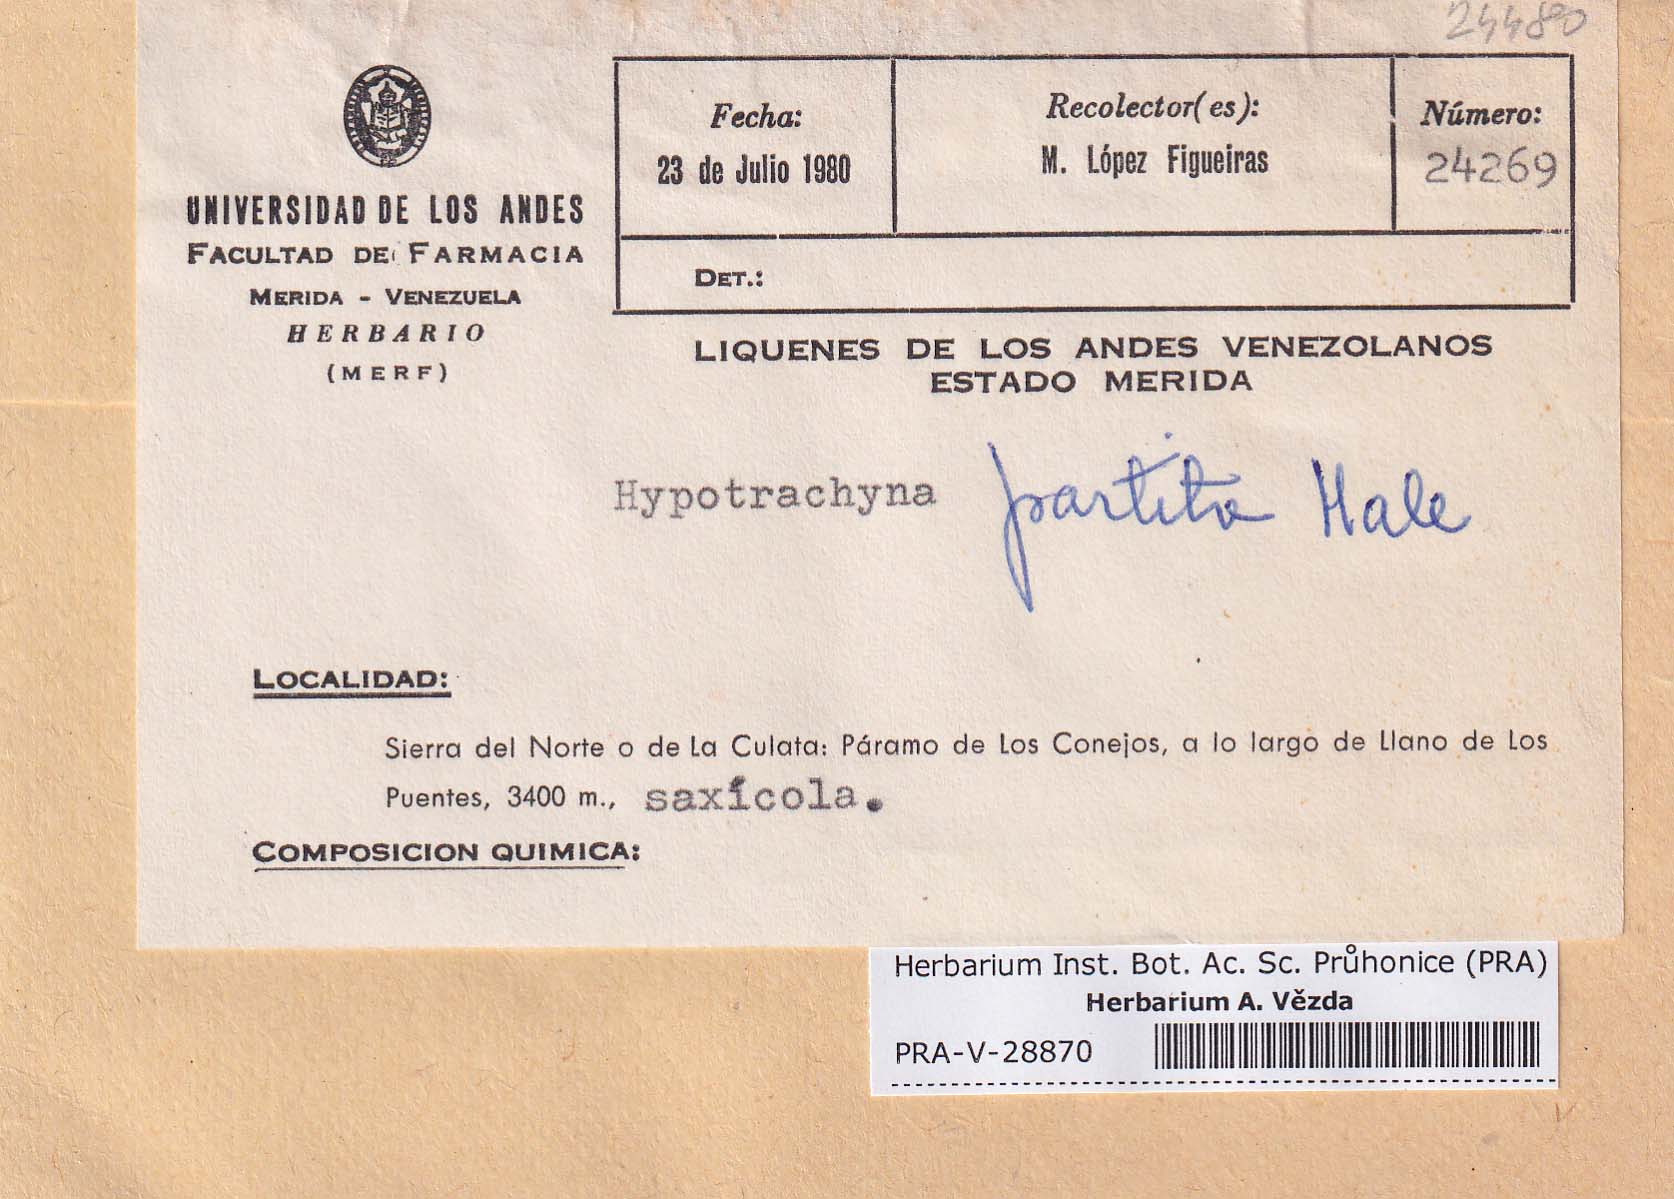 24480
UNIVERSIDAD DE LOS ANDES
FACULTAD DE FARMACIA
MERIDA - VENEZUELA
HERBARIO
(MERF)
Fecha:
23 de Julio 1980
Recolector(es):
M. López Figueiras
Número:
24269
DET.:
LIQUENES DE LOS ANDES VENEZOLANOS
ESTADO MERIDA
Hypotrachyna partita Hale
LOCALIDAD:
Sierra del Norte o de La Culata: Páramo de Los Conejos, a lo largo de Llano de Los
Puentes, 3400 m., saxícola.
COMPOSICION QUIMICA:
Herbarium Inst. Bot. Ac. Sc. Průhonice (PRA)
Herbarium A. Vězda
PRA-V-28870